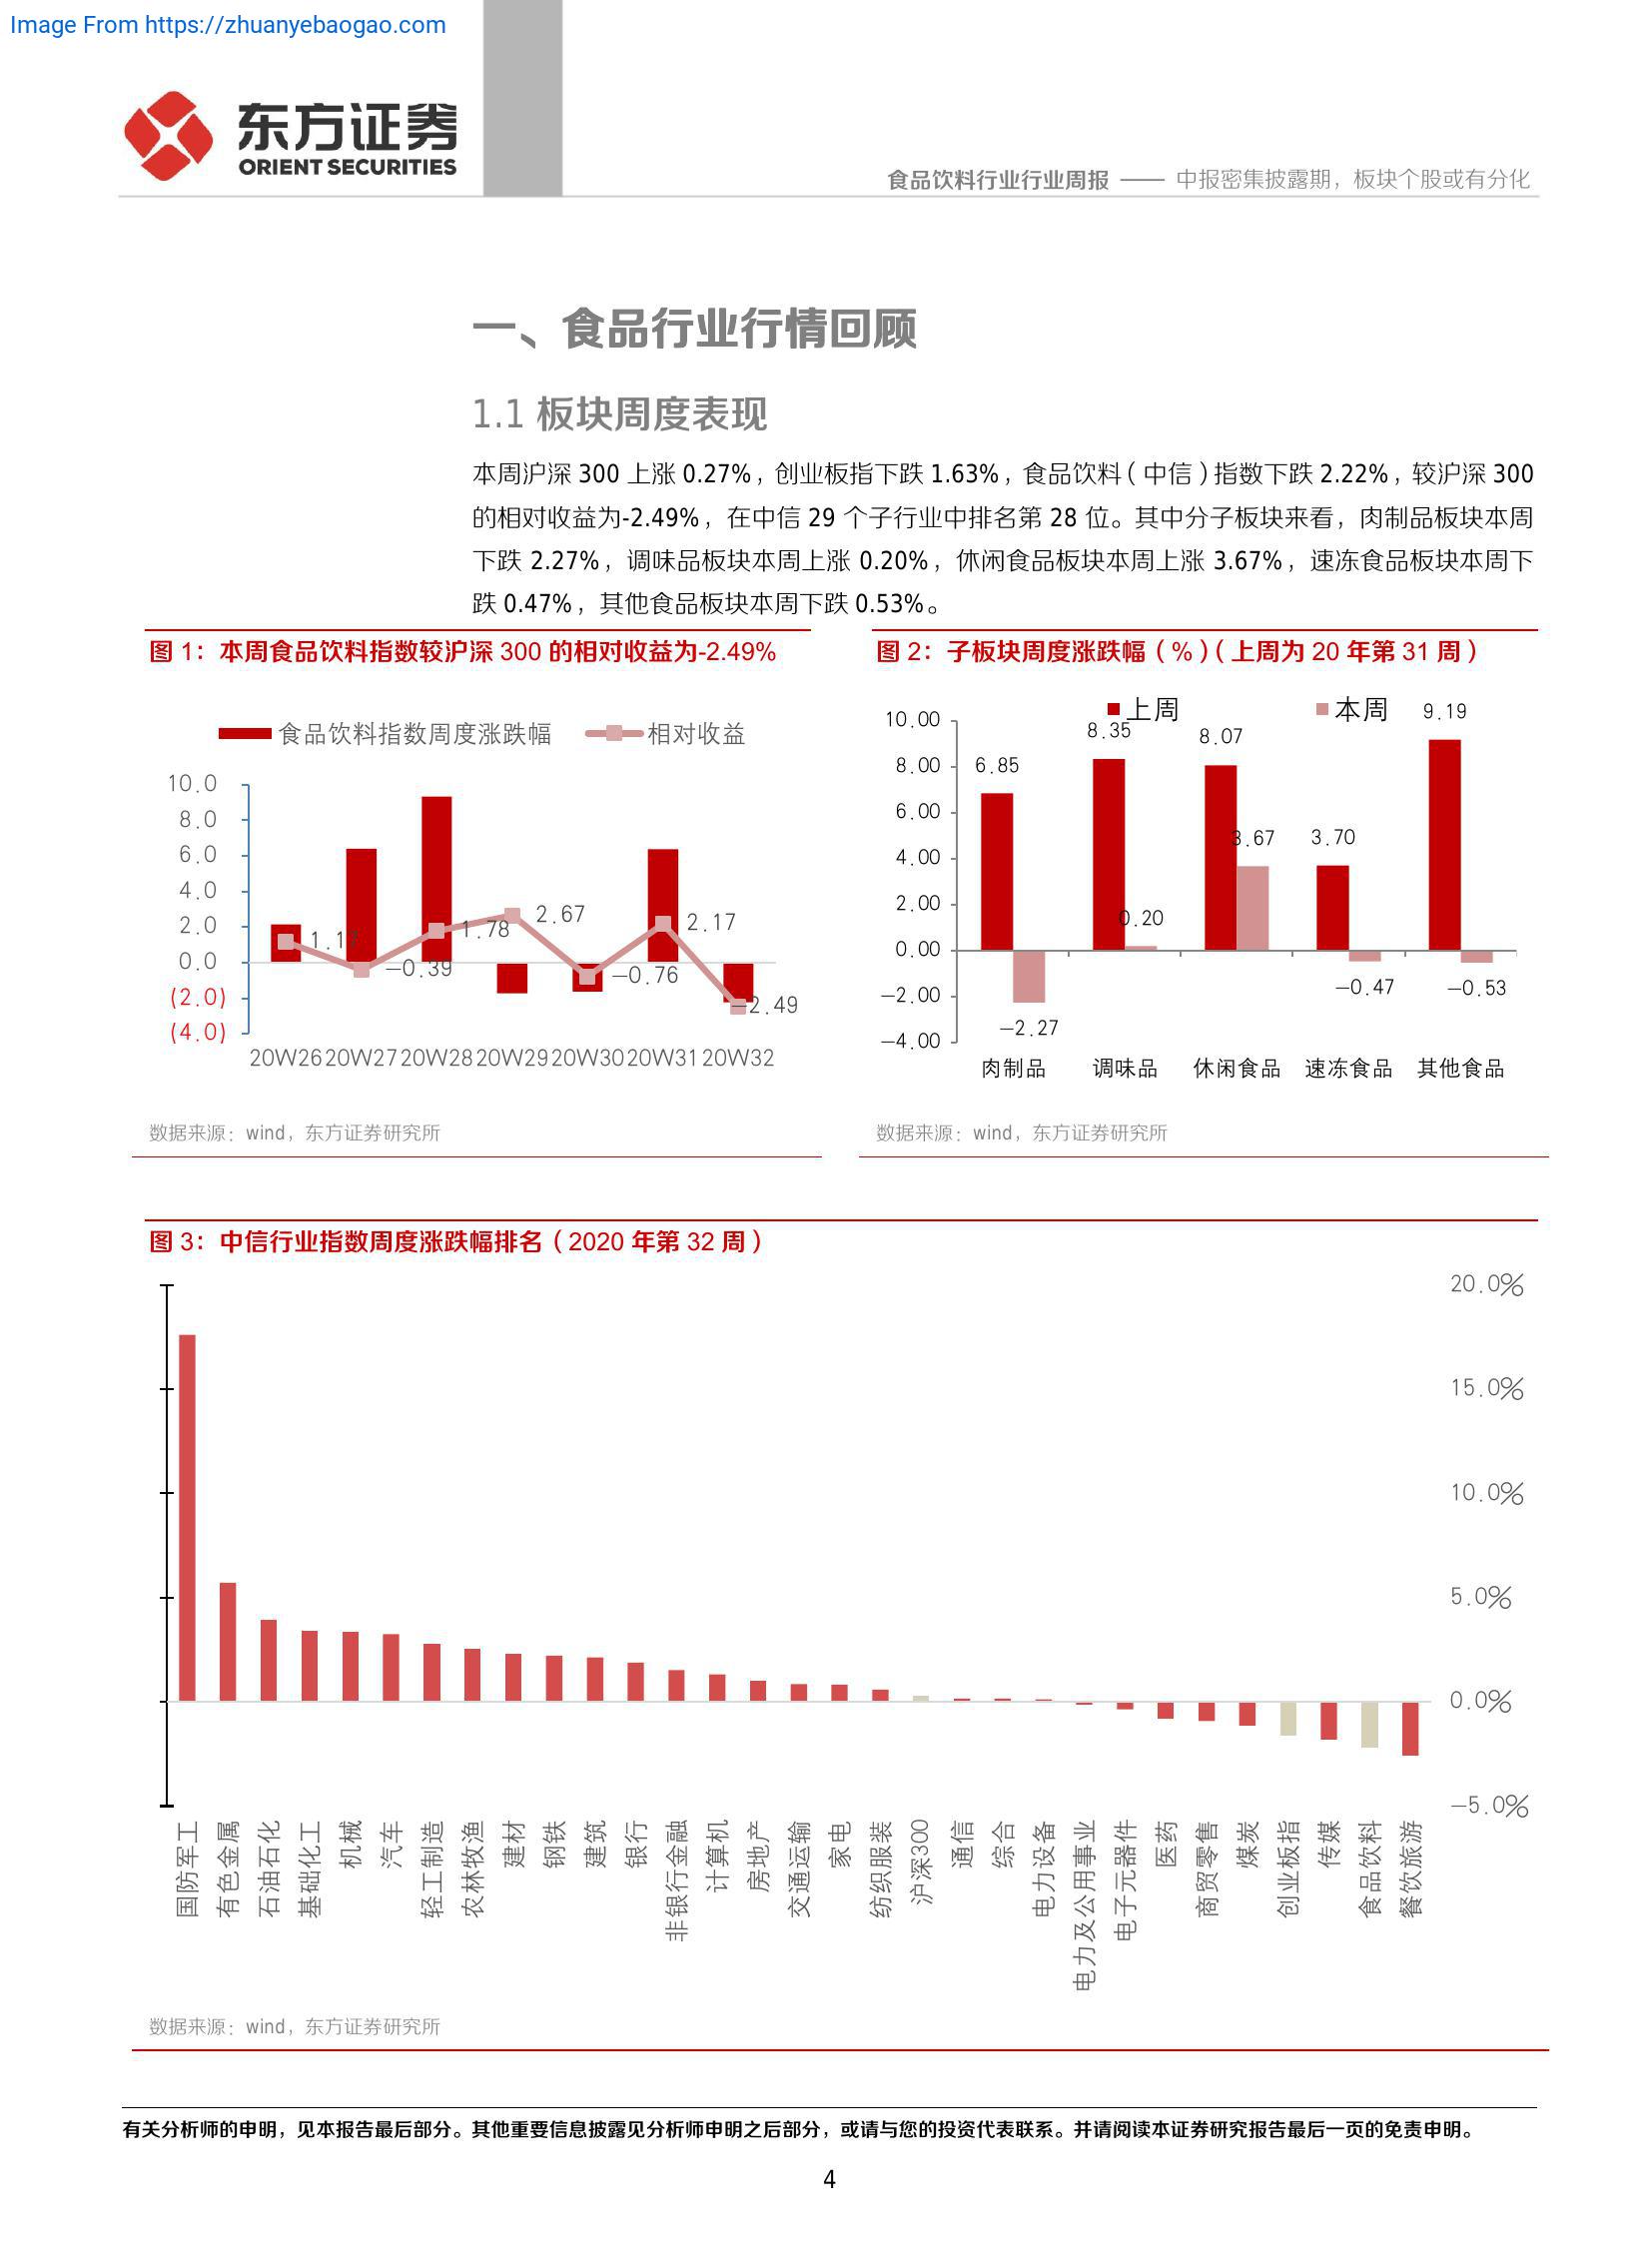 Image From https://zhuanyebaogao.com
东方证券
ORIENT SECURITIES
食品饮料行业行业周报 —— 中报密集披露期，板块个股或有分化
一、食品行业行情回顾
1.1 板块周度表现
本周沪深 300 上涨 0.27%，创业板指下跌 1.63%，食品饮料（中信）指数下跌 2.22%，较沪深 300
的相对收益为-2.49%，在中信 29 个子行业中排名第 28 位。其中分子板块来看，肉制品板块本周
下跌 2.27%，调味品板块本周上涨 0.20%，休闲食品板块本周上涨 3.67%，速冻食品板块本周下
跌 0.47%，其他食品板块本周下跌 0.53%。
图 1：本周食品饮料指数较沪深 300 的相对收益为-2.49%
食品饮料指数周度涨跌幅 相对收益
10.0
8.0
6.0
4.0
2.0
0.0
(2.0)
(4.0)
1.17
−0.39
1.78
2.67
−0.76
2.17
−2.49
20W26 20W27 20W28 20W29 20W30 20W31 20W32
数据来源：wind，东方证券研究所
图 2：子板块周度涨跌幅（%）（上周为 20 年第 31 周）
上周 本周
10.00
8.00
6.00
4.00
2.00
0.00
−2.00
−4.00
6.85
8.35
8.07
3.70
9.19
−2.27
0.20
3.67
−0.47
−0.53
肉制品 调味品 休闲食品 速冻食品 其他食品
数据来源：wind，东方证券研究所
图 3：中信行业指数周度涨跌幅排名（2020 年第 32 周）
20.0%
15.0%
10.0%
5.0%
0.0%
−5.0%
国防军工
有色金属
石油石化
基础化工
机械
汽车
轻工制造
农林牧渔
建材
钢铁
建筑
银行
非银行金融
计算机
房地产
交通运输
家电
纺织服装
沪深300
通信
综合
电力设备
电力及公用事业
电子元器件
医药
商贸零售
煤炭
创业板指
传媒
食品饮料
餐饮旅游
数据来源：wind，东方证券研究所
有关分析师的申明，见本报告最后部分。其他重要信息披露见分析师申明之后部分，或请与您的投资代表联系。并请阅读本证券研究报告最后一页的免责申明。
4